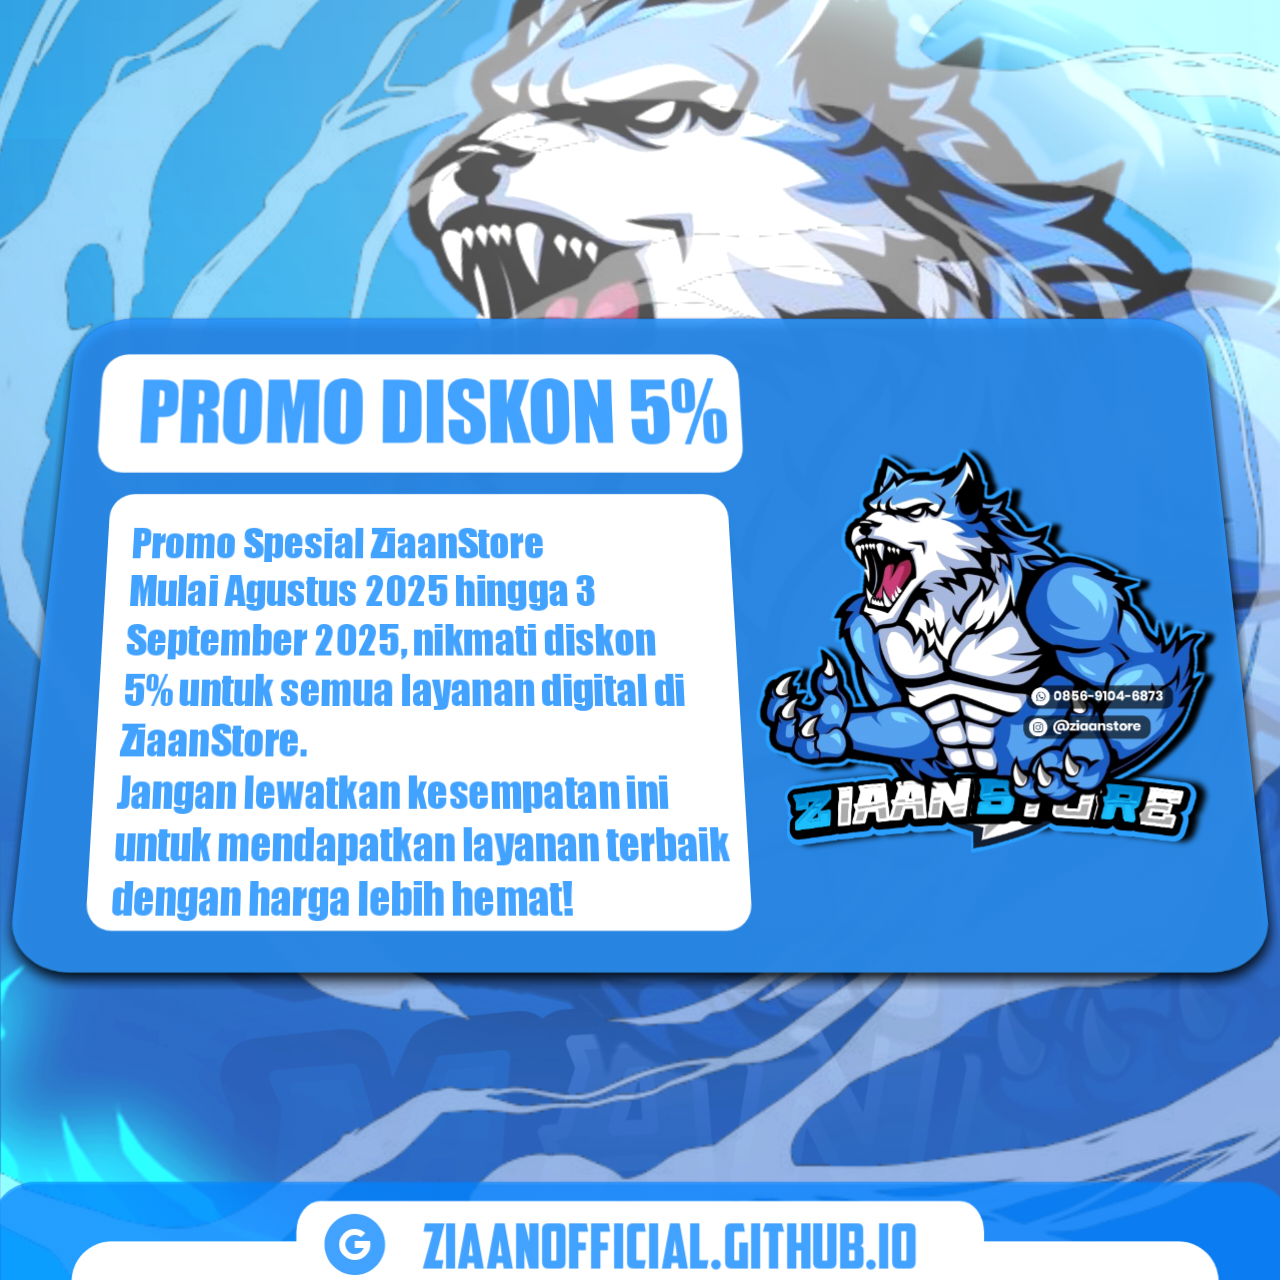 PROMO DISKON 5%
Promo Spesial ZiaanStore
Mulai Agustus 2025 hingga 3
September 2025, nikmati diskon
5% untuk semua layanan digital di
ZiaanStore.
Jangan lewatkan kesempatan ini
untuk mendapatkan layanan terbaik
dengan harga lebih hemat!
0856-9104-6873
@ziaanstore
ZIAANSTORE
ZIAANOFFICIAL.GITHUB.IO